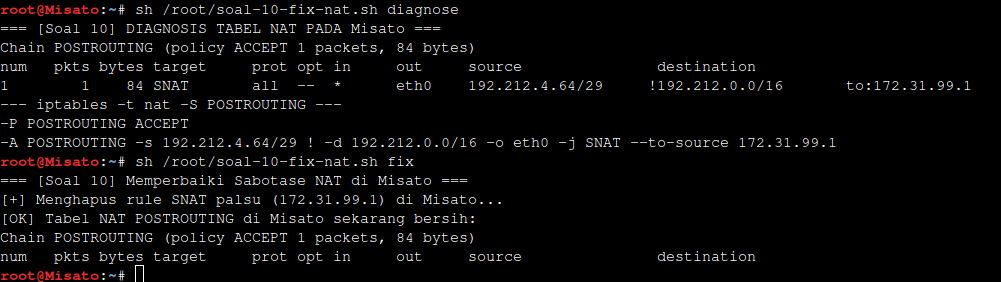 root@Misato:~# sh /root/soal-10-fix-nat.sh diagnose
=== [Soal 10] DIAGNOSIS TABEL NAT PADA Misato ===
Chain POSTROUTING (policy ACCEPT 1 packets, 84 bytes)
num   pkts bytes target     prot opt in     out     source               destination
1        1    84 SNAT       all  --  *      eth0    192.212.4.64/29     !192.212.0.0/16       to:172.31.99.1
--- iptables -t nat -S POSTROUTING ---
-P POSTROUTING ACCEPT
-A POSTROUTING -s 192.212.4.64/29 ! -d 192.212.0.0/16 -o eth0 -j SNAT --to-source 172.31.99.1
root@Misato:~# sh /root/soal-10-fix-nat.sh fix
=== [Soal 10] Memperbaiki Sabotase NAT di Misato ===
[+] Menghapus rule SNAT palsu (172.31.99.1) di Misato...
[OK] Tabel NAT POSTROUTING di Misato sekarang bersih:
Chain POSTROUTING (policy ACCEPT 1 packets, 84 bytes)
num   pkts bytes target     prot opt in     out     source               destination
root@Misato:~#